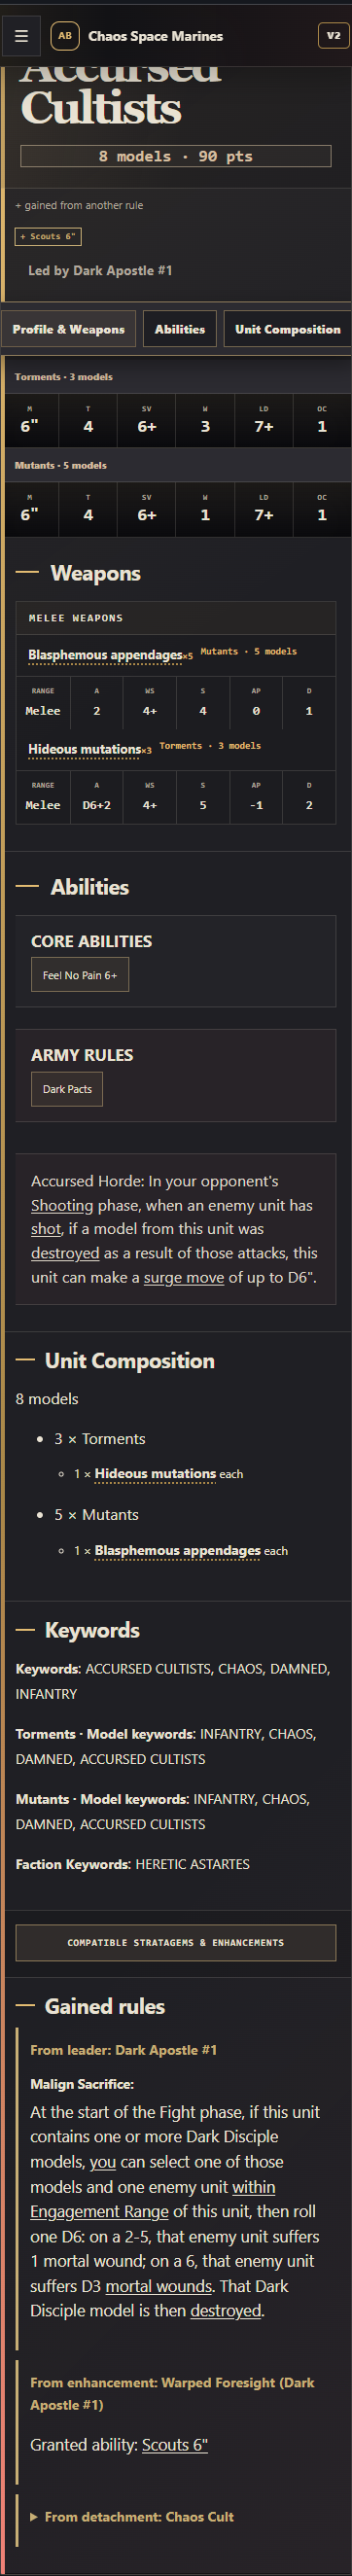 ☰ AB Chaos Space Marines V2
Accursed
Cultists
8 models · 90 pts
+ gained from another rule
+ Scouts 6"
Led by Dark Apostle #1
Profile & Weapons Abilities Unit Composition
Torments · 3 models
M T SV W LD OC
6" 4 6+ 3 7+ 1
Mutants · 5 models
M T SV W LD OC
6" 4 6+ 1 7+ 1
Weapons
MELEE WEAPONS
Blasphemous appendages×5 Mutants · 5 models
RANGE A WS S AP D
Melee 2 4+ 4 0 1
Hideous mutations×3 Torments · 3 models
RANGE A WS S AP D
Melee D6+2 4+ 5 -1 2
Abilities
CORE ABILITIES
Feel No Pain 6+
ARMY RULES
Dark Pacts
Accursed Horde: In your opponent's
Shooting phase, when an enemy unit has
shot, if a model from this unit was
destroyed as a result of those attacks, this
unit can make a surge move of up to D6".
Unit Composition
8 models
• 3 × Torments
◦ 1 × Hideous mutations each
• 5 × Mutants
◦ 1 × Blasphemous appendages each
Keywords
Keywords: ACCURSED CULTISTS, CHAOS, DAMNED,
INFANTRY
Torments · Model keywords: INFANTRY, CHAOS,
DAMNED, ACCURSED CULTISTS
Mutants · Model keywords: INFANTRY, CHAOS,
DAMNED, ACCURSED CULTISTS
Faction Keywords: HERETIC ASTARTES
COMPATIBLE STRATAGEMS & ENHANCEMENTS
Gained rules
From leader: Dark Apostle #1
Malign Sacrifice:
At the start of the Fight phase, if this unit
contains one or more Dark Disciple
models, you can select one of those
models and one enemy unit within
Engagement Range of this unit, then roll
one D6: on a 2-5, that enemy unit suffers
1 mortal wound; on a 6, that enemy unit
suffers D3 mortal wounds. That Dark
Disciple model is then destroyed.
From enhancement: Warped Foresight (Dark
Apostle #1)
Granted ability: Scouts 6"
▶ From detachment: Chaos Cult